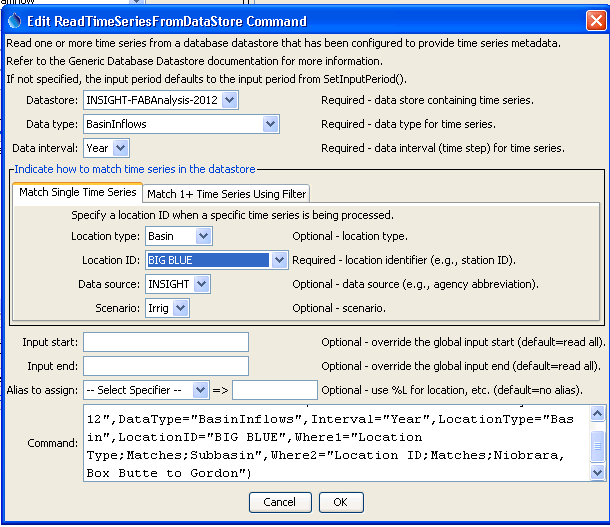 Edit ReadTimeSeriesFromDataStore Command
Read one or more time series from a database datastore that has been configured to provide time series metadata.
Refer to the Generic Database Datastore documentation for more information.
If not specified, the input period defaults to the input period from SetInputPeriod().
Datastore: INSIGHT-FABAnalysis-2012 Required - data store containing time series.
Data type: BasinInflows Required - data type for time series.
Data interval: Year Required - data interval (time step) for time series.
Indicate how to match time series in the datastore
Match Single Time Series Match 1+ Time Series Using Filter
Specify a location ID when a specific time series is being processed.
Location type: Basin Optional - location type.
Location ID: BIG BLUE Required - location identifier (e.g., station ID).
Data source: INSIGHT Optional - data source (e.g., agency abbreviation).
Scenario: Irrig Optional - scenario.
Input start: Optional - override the global input start (default=read all).
Input end: Optional - override the global input end (default=read all).
Alias to assign: -- Select Specifier -- => Optional - use %L for location, etc. (default=no alias).
Command:
12",DataType="BasinInflows",Interval="Year",LocationType="Bas
in",LocationID="BIG BLUE",Where1="Location
Type;Matches;Subbasin",Where2="Location ID;Matches;Niobrara,
Box Butte to Gordon")
Cancel OK